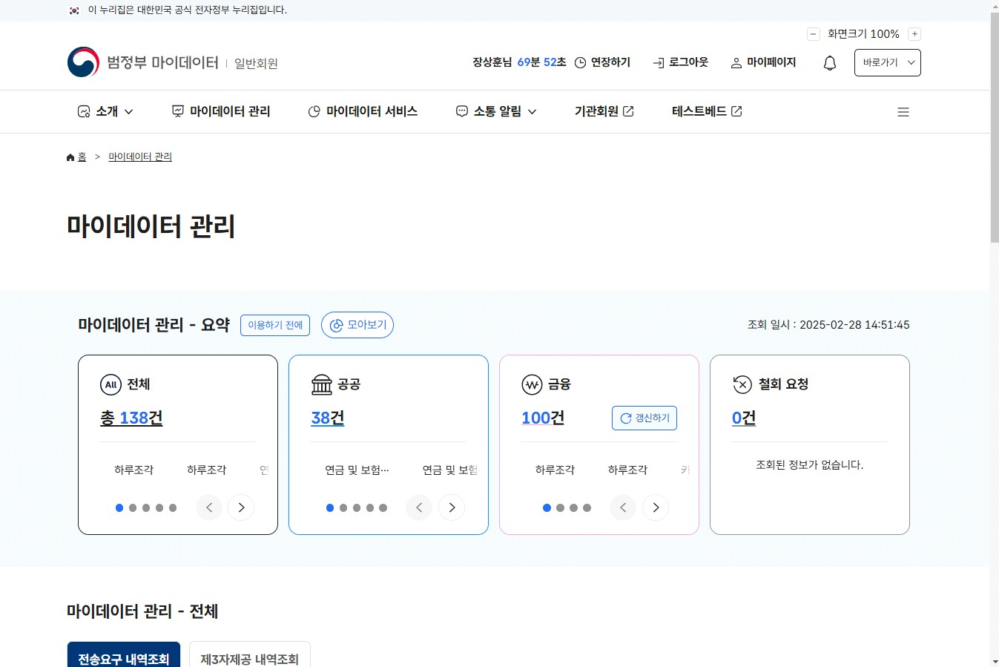 이 누리집은 대한민국 공식 전자정부 누리집입니다.
화면크기 100%
범정부 마이데이터 일반회원
장상훈님 69분 52초 연장하기 로그아웃 마이페이지 바로가기
소개 마이데이터 관리 마이데이터 서비스 소통 알림 기관회원 테스트베드
홈 > 마이데이터 관리
마이데이터 관리
마이데이터 관리 - 요약 이용하기 전에 모아보기 조회 일시 : 2025-02-28 14:51:45
All 전체
총 138건
하루조각 하루조각 연
공공
38건
연금 및 보험··· 연금 및 보험
금융
100건 갱신하기
하루조각 하루조각 카
철회 요청
0건
조회된 정보가 없습니다.
마이데이터 관리 - 전체
전송요구 내역조회 제3자제공 내역조회